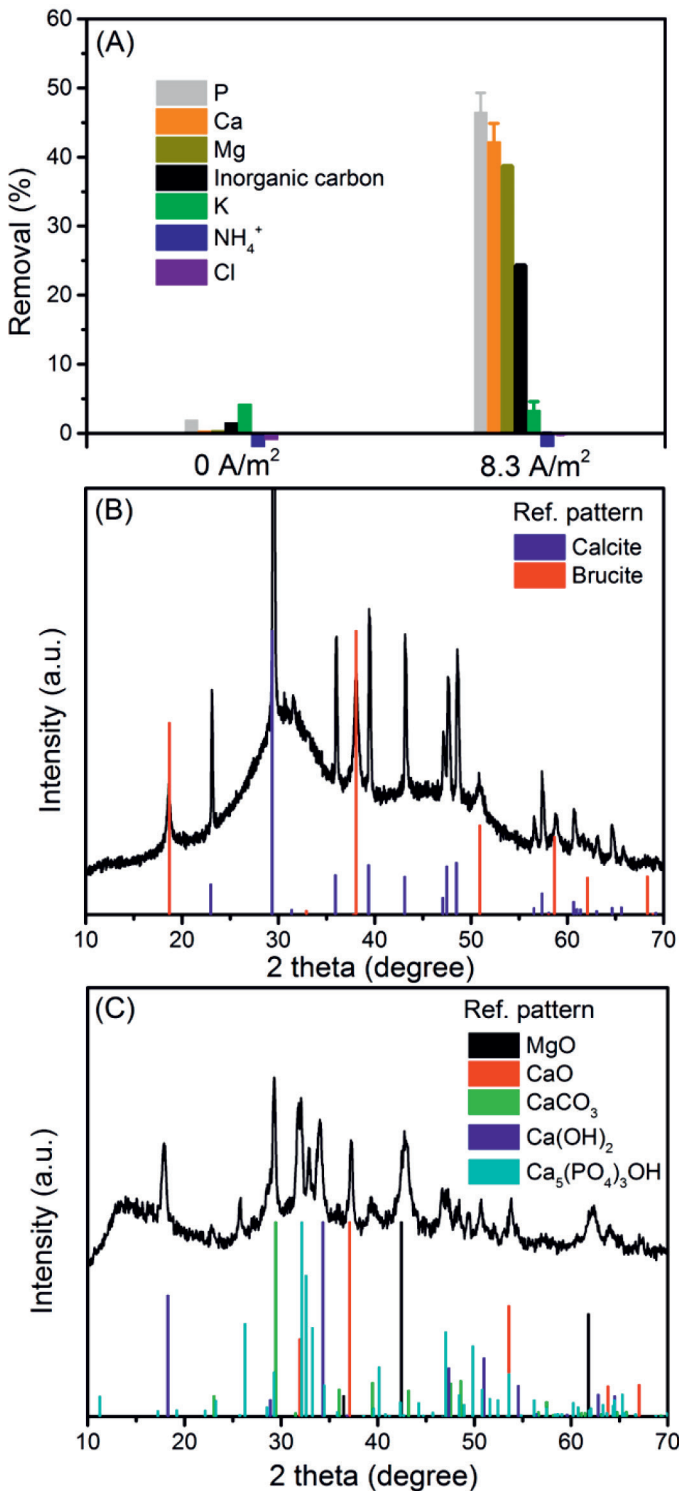 (A)
60
50
40
30
20
10
0
Removal (%)
P
Ca
Mg
Inorganic carbon
K
NH₄⁺
Cl
0 A/m²
8.3 A/m²
(B)
Ref. pattern
Calcite
Brucite
Intensity (a.u.)
10 20 30 40 50 60 70
2 theta (degree)
(C)
Ref. pattern
MgO
CaO
CaCO₃
Ca(OH)₂
Ca₅(PO₄)₃OH
Intensity (a.u.)
10 20 30 40 50 60 70
2 theta (degree)